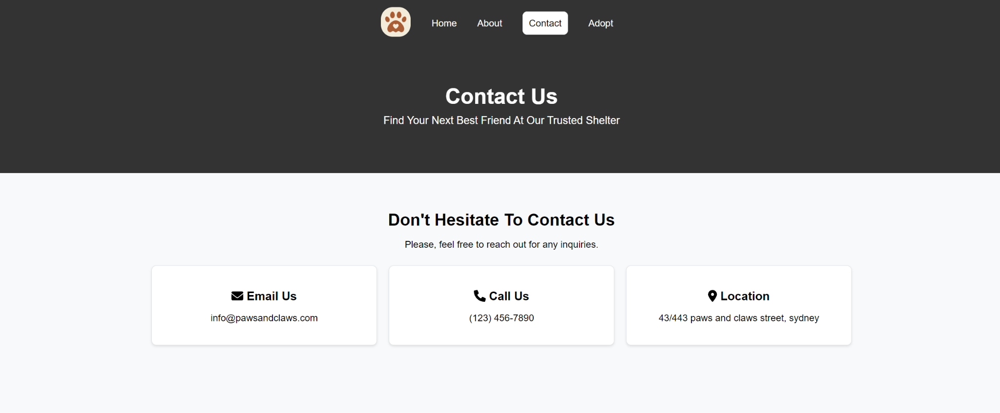 Home About Contact Adopt
Contact Us
Find Your Next Best Friend At Our Trusted Shelter
Don't Hesitate To Contact Us
Please, feel free to reach out for any inquiries.
Email Us
info@pawsandclaws.com
Call Us
(123) 456-7890
Location
43/443 paws and claws street, sydney